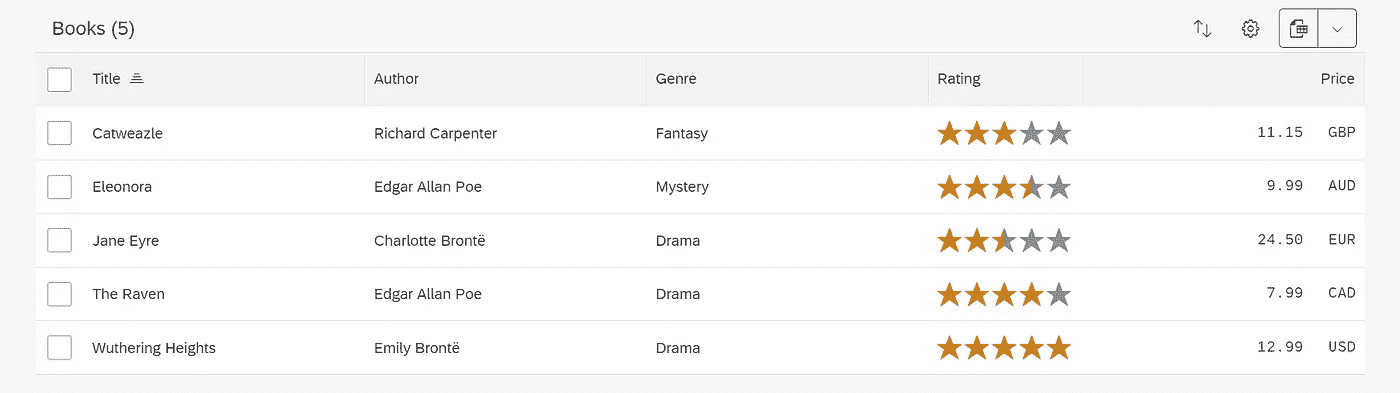 Books (5)
Title Author Genre Rating Price
Catweazle Richard Carpenter Fantasy 11.15 GBP
Eleonora Edgar Allan Poe Mystery 9.99 AUD
Jane Eyre Charlotte Brontë Drama 24.50 EUR
The Raven Edgar Allan Poe Drama 7.99 CAD
Wuthering Heights Emily Brontë Drama 12.99 USD